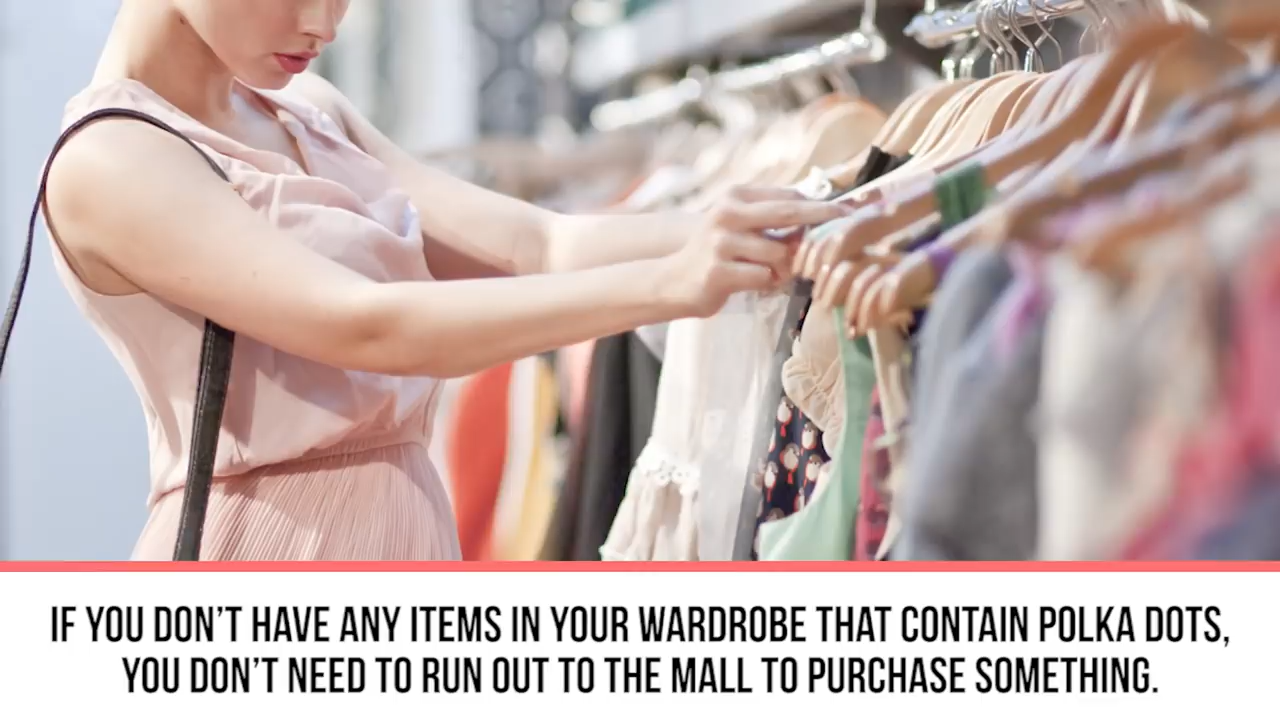 IF YOU DON'T HAVE ANY ITEMS IN YOUR WARDROBE THAT CONTAIN POLKA DOTS,
YOU DON'T NEED TO RUN OUT TO THE MALL TO PURCHASE SOMETHING.